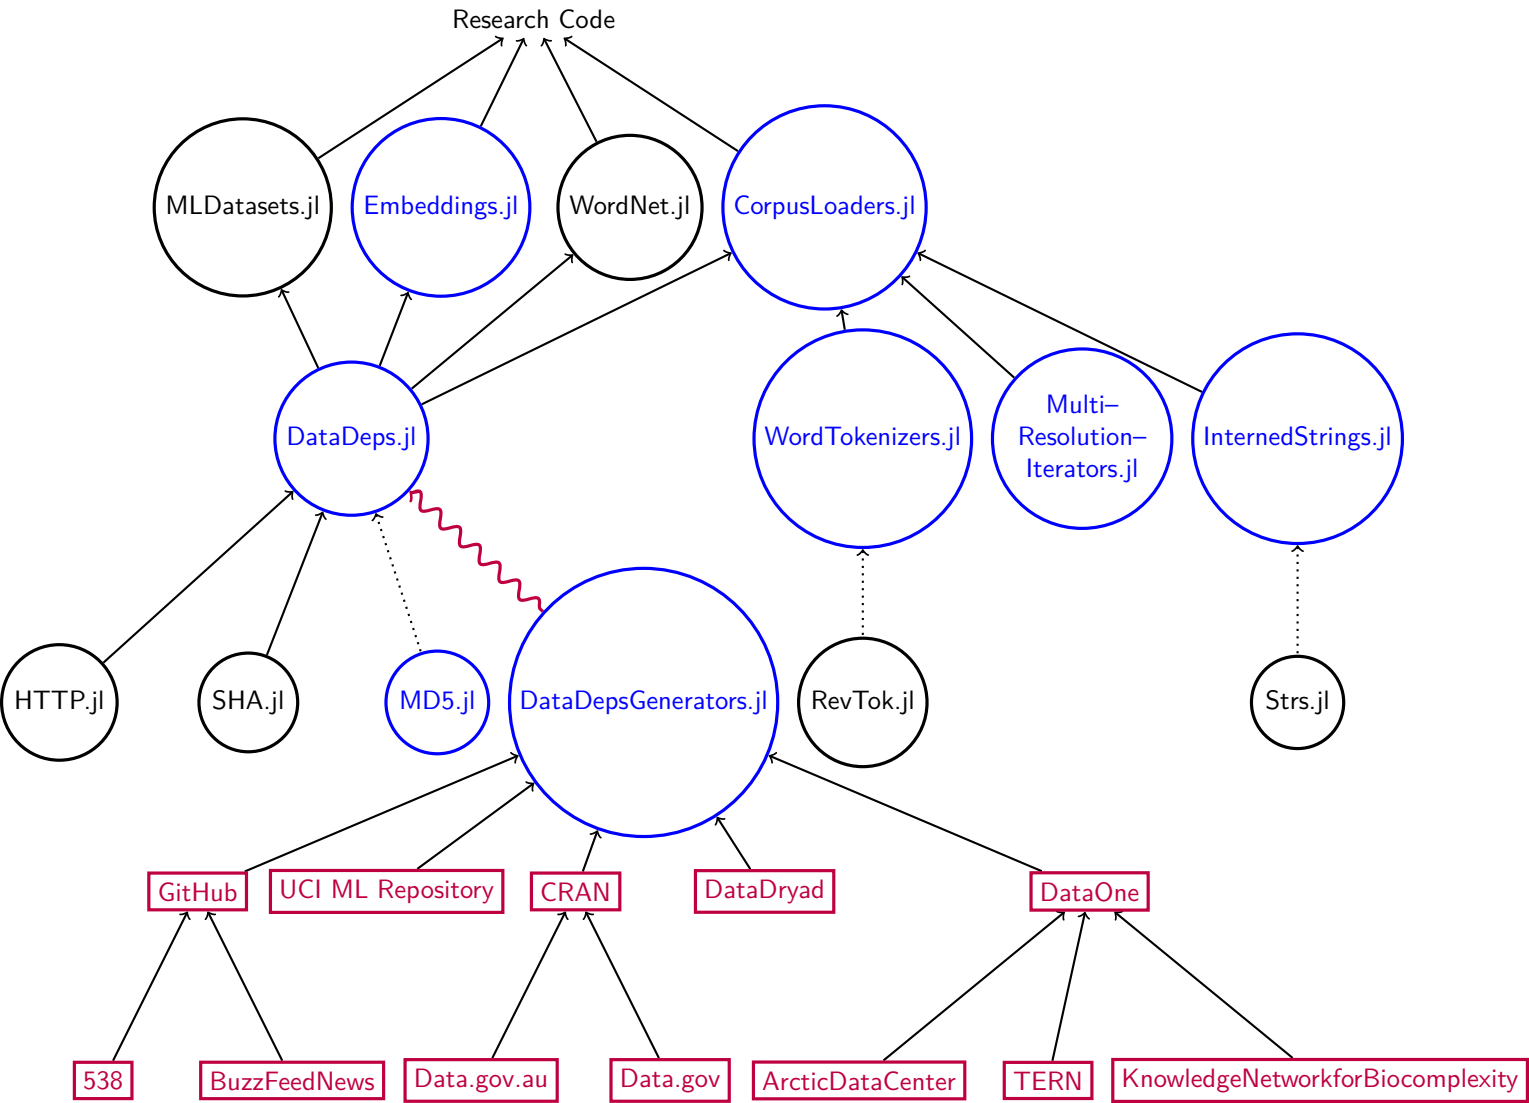 Research Code
MLDatasets.jl
Embeddings.jl
WordNet.jl
CorpusLoaders.jl
DataDeps.jl
WordTokenizers.jl
Multi–
Resolution–
Iterators.jl
InternedStrings.jl
HTTP.jl
SHA.jl
MD5.jl
DataDepsGenerators.jl
RevTok.jl
Strs.jl
GitHub
UCI ML Repository
CRAN
DataDryad
DataOne
538
BuzzFeedNews
Data.gov.au
Data.gov
ArcticDataCenter
TERN
KnowledgeNetworkforBiocomplexity